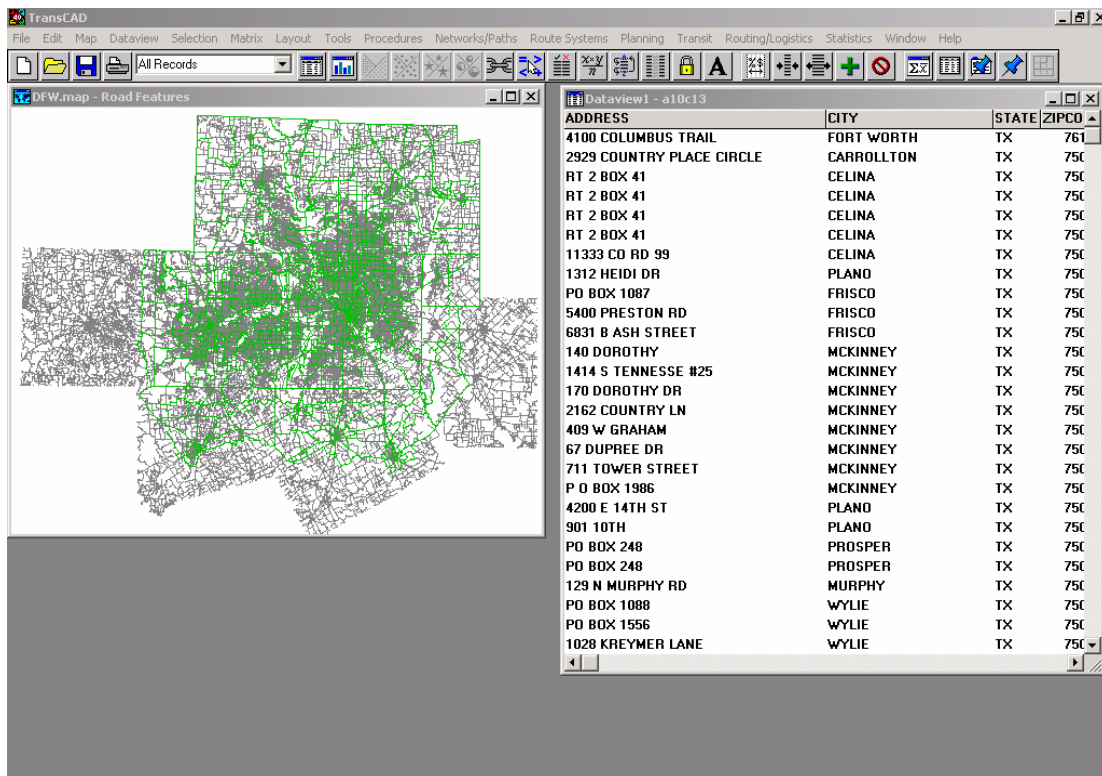 TransCAD
File Edit Map Dataview Selection Matrix Layout Tools Procedures Networks/Paths Route Systems Planning Transit Routing/Logistics Statistics Window Help
All Records
DFW.map - Road Features
Dataview1 - a10c13
ADDRESS CITY STATE ZIPCO
4100 COLUMBUS TRAIL FORT WORTH TX 761
2929 COUNTRY PLACE CIRCLE CARROLLTON TX 750
RT 2 BOX 41 CELINA TX 750
RT 2 BOX 41 CELINA TX 750
RT 2 BOX 41 CELINA TX 750
RT 2 BOX 41 CELINA TX 750
11333 CO RD 99 CELINA TX 750
1312 HEIDI DR PLANO TX 750
PO BOX 1087 FRISCO TX 750
5400 PRESTON RD FRISCO TX 750
6831 B ASH STREET FRISCO TX 750
140 DOROTHY MCKINNEY TX 750
1414 S TENNESSE #25 MCKINNEY TX 750
170 DOROTHY DR MCKINNEY TX 750
2162 COUNTRY LN MCKINNEY TX 750
409 W GRAHAM MCKINNEY TX 750
67 DUPREE DR MCKINNEY TX 750
711 TOWER STREET MCKINNEY TX 750
P O BOX 1986 MCKINNEY TX 750
4200 E 14TH ST PLANO TX 750
901 10TH PLANO TX 750
PO BOX 248 PROSPER TX 750
PO BOX 248 PROSPER TX 750
129 N MURPHY RD MURPHY TX 750
PO BOX 1088 WYLIE TX 750
PO BOX 1556 WYLIE TX 750
1028 KREYMER LANE WYLIE TX 750